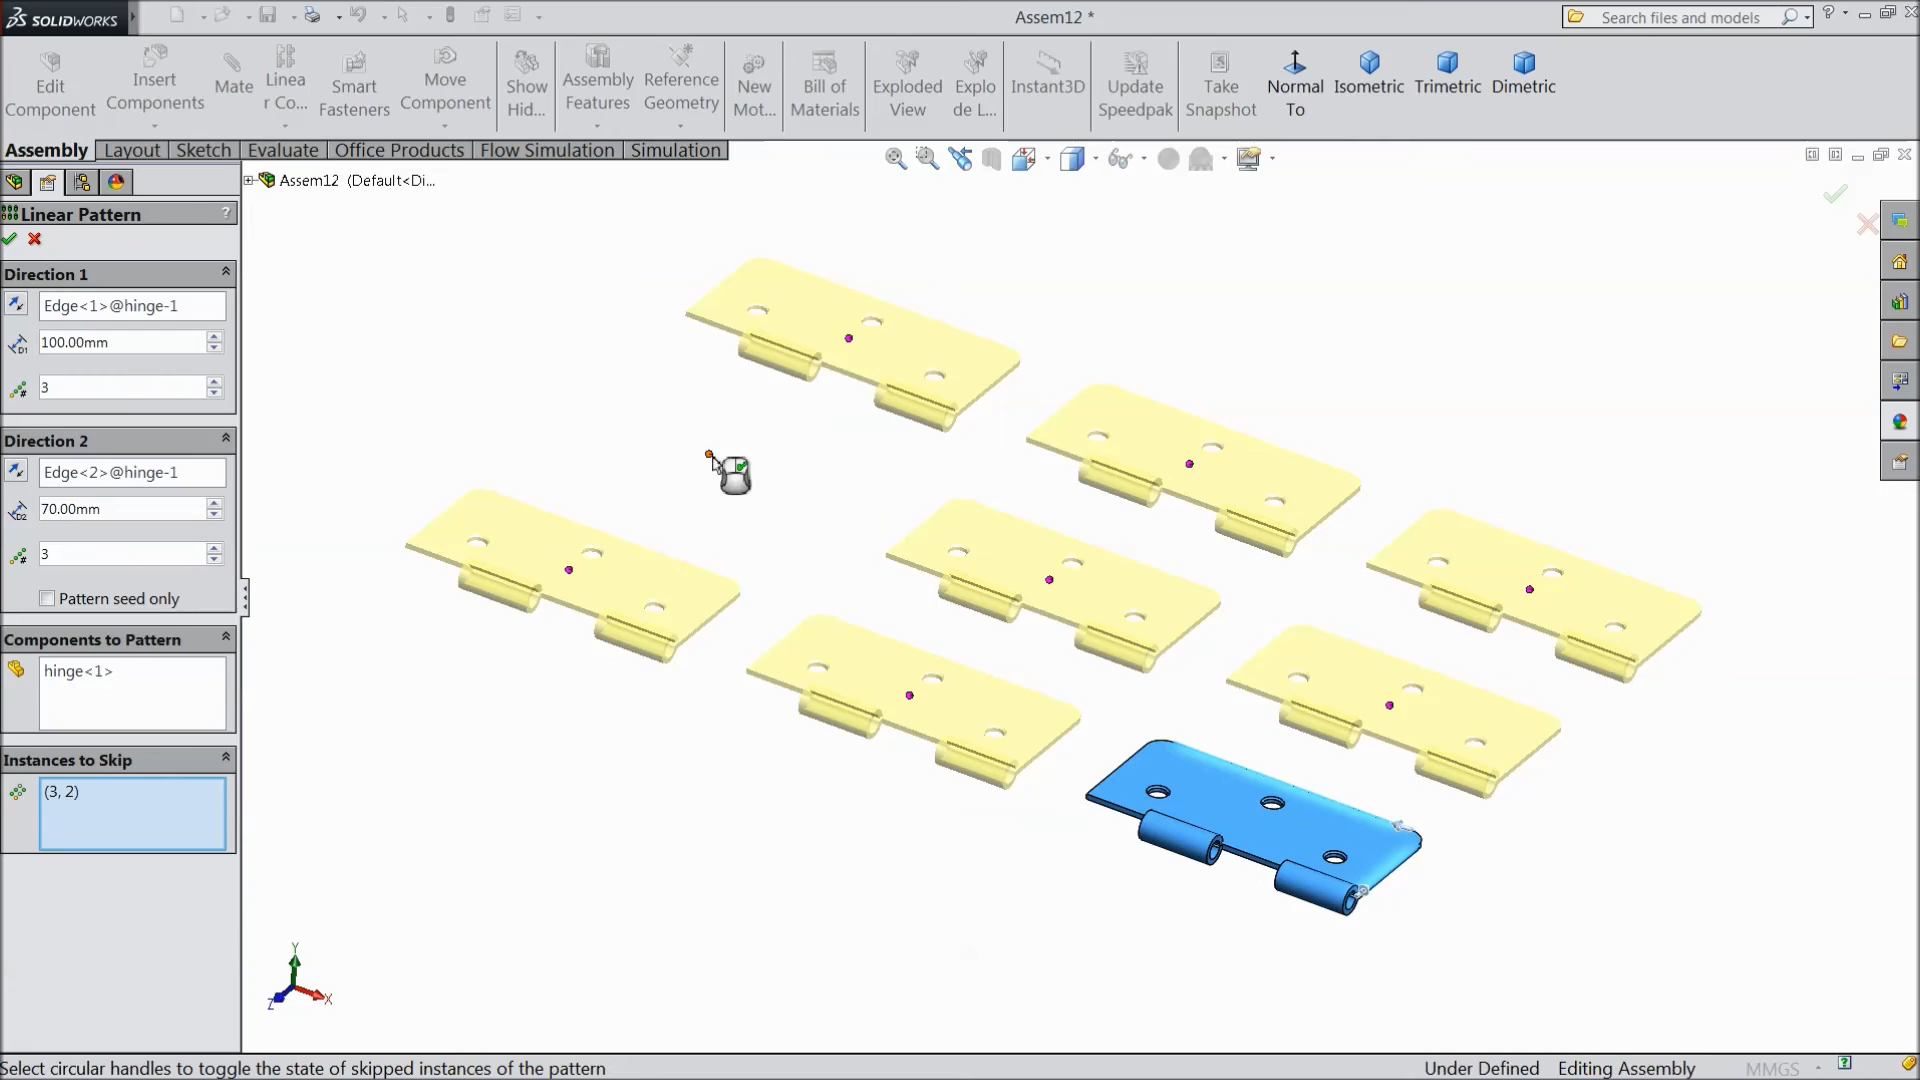 SOLIDWORKS
Assem12 *
Search files and models
?
Edit
Component
Insert
Components
Mate
Linea
r Co...
Smart
Fasteners
Move
Component
Show
Hid...
Assembly
Features
Reference
Geometry
New
Mot...
Bill of
Materials
Exploded
View
Explo
de L...
Instant3D
Update
Speedpak
Take
Snapshot
Normal
To
Isometric
Trimetric
Dimetric
Assembly
Layout
Sketch
Evaluate
Office Products
Flow Simulation
Simulation
Assem12 (Default<Di...
Linear Pattern
?
Direction 1
Edge<1>@hinge-1
D1
100.00mm
#
3
Direction 2
Edge<2>@hinge-1
D2
70.00mm
#
3
Pattern seed only
Components to Pattern
hinge<1>
Instances to Skip
(3, 2)
Y
X
Z
Select circular handles to toggle the state of skipped instances of the pattern
Under Defined
Editing Assembly
MMGS
?